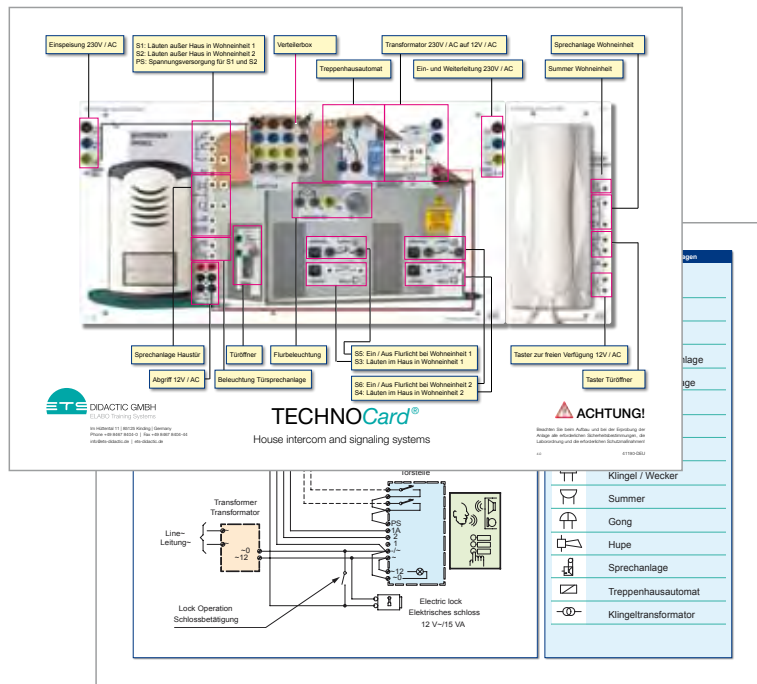 Einspeisung 230V / AC
S1: Läuten außer Haus in Wohneinheit 1
S2: Läuten außer Haus in Wohneinheit 2
PS: Spannungsversorgung für S1 und S2
Verteilerbox
Treppenhausautomat
Transformator 230V / AC auf 12V / AC
Ein- und Weiterleitung 230V / AC
Sprechanlage Wohneinheit
Summer Wohneinheit
Sprechanlage Haustür
Türöffner
Flurbeleuchtung
Abgriff 12V / AC
Beleuchtung Türsprechanlage
S5: Ein / Aus Flurlicht bei Wohneinheit 1
S3: Läuten im Haus in Wohneinheit 1
S6: Ein / Aus Flurlicht bei Wohneinheit 2
S4: Läuten im Haus in Wohneinheit 2
Taster zur freien Verfügung 12V / AC
Taster Türöffner
ETS DIDACTIC GMBH
ELABO Training Systems
TECHNOCard®
House intercom and signaling systems
ACHTUNG!
41193-DEU
Torstelle
Transformer
Transformator
Line~
Leitung~
~0
~12
PS
1A
2
1
-/~
~
~12
~0
Lock Operation
Schlossbetätigung
Electric lock
Elektrisches schloss
12 V~/15 VA
Klingel / Wecker
Summer
Gong
Hupe
Sprechanlage
Treppenhausautomat
Klingeltransformator